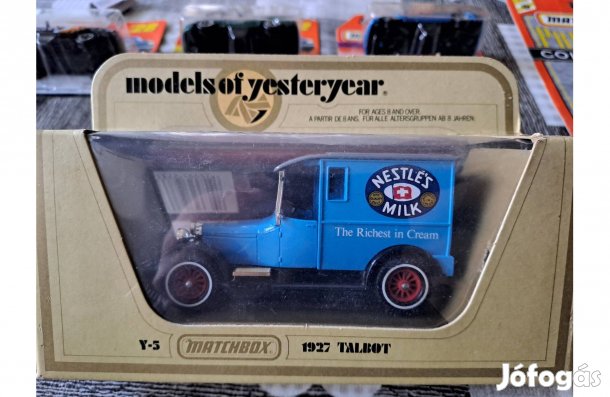 models of yesteryear®
FOR AGES 8 AND OVER.
A PARTIR DE 8 ANS. FÜR ALLE ALTERSGRUPPEN AB 8 JAHREN.
NESTLÉ'S
MILK
The Richest in Cream
Y-5
MATCHBOX
1927 TALBOT
Jófogás